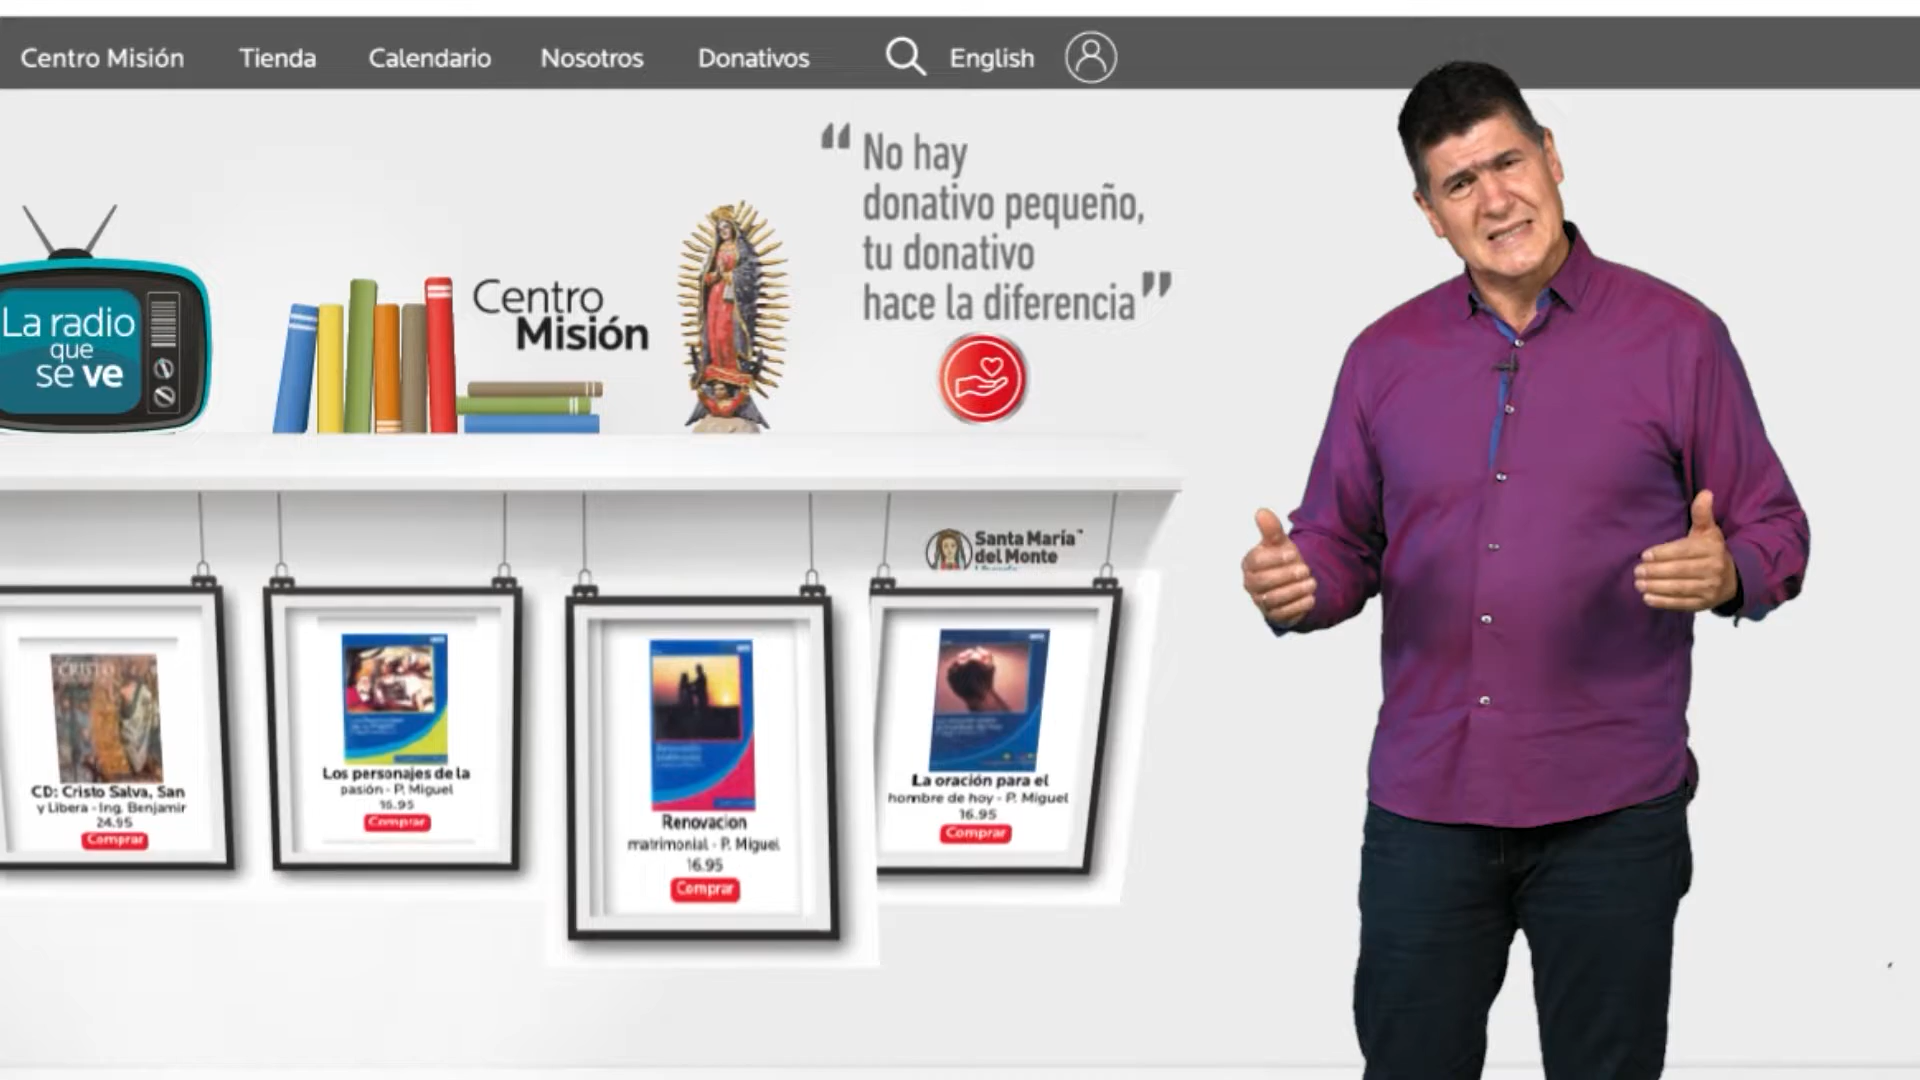 Centro Misión
Tienda
Calendario
Nosotros
Donativos
English
“No hay
donativo pequeño,
tu donativo
hace la diferencia”
La radio
que
se ve
Centro
Misión
Santa María
del Monte
CRISTO
CD: Cristo Salva, San
y Libera - Ing. Benjamir
24.95
Comprar
Los personajes de la
pasión - P. Miguel
16.95
Comprar
Renovacion
matrimonial - P. Miguel
16.95
Comprar
La oración para el
hombre de hoy - P. Miguel
16.95
Comprar